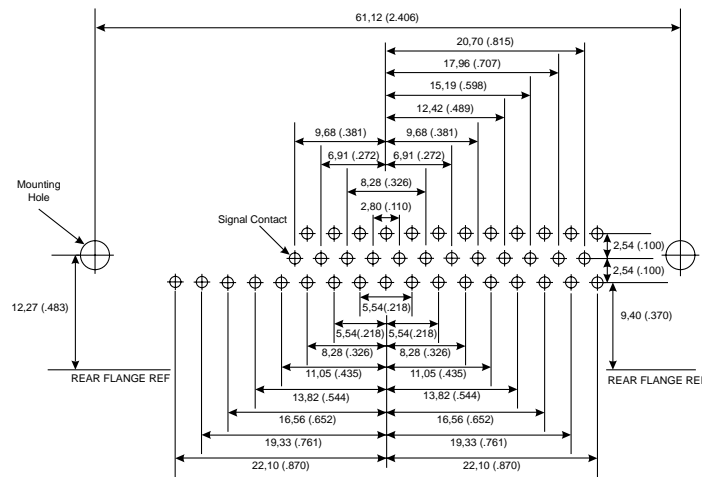 61,12 (2.406)
20,70 (.815)
17,96 (.707)
15,19 (.598)
12,42 (.489)
9,68 (.381) 9,68 (.381)
6,91 (.272) 6,91 (.272)
8,28 (.326)
2,80 (.110)
Mounting
Hole
Signal Contact
2,54 (.100)
2,54 (.100)
12,27 (.483)
9,40 (.370)
5,54(.218)
5,54(.218) 5,54(.218)
8,28 (.326) 8,28 (.326)
11,05 (.435) 11,05 (.435)
REAR FLANGE REF REAR FLANGE REF
13,82 (.544) 13,82 (.544)
16,56 (.652) 16,56 (.652)
19,33 (.761) 19,33 (.761)
22,10 (.870) 22,10 (.870)